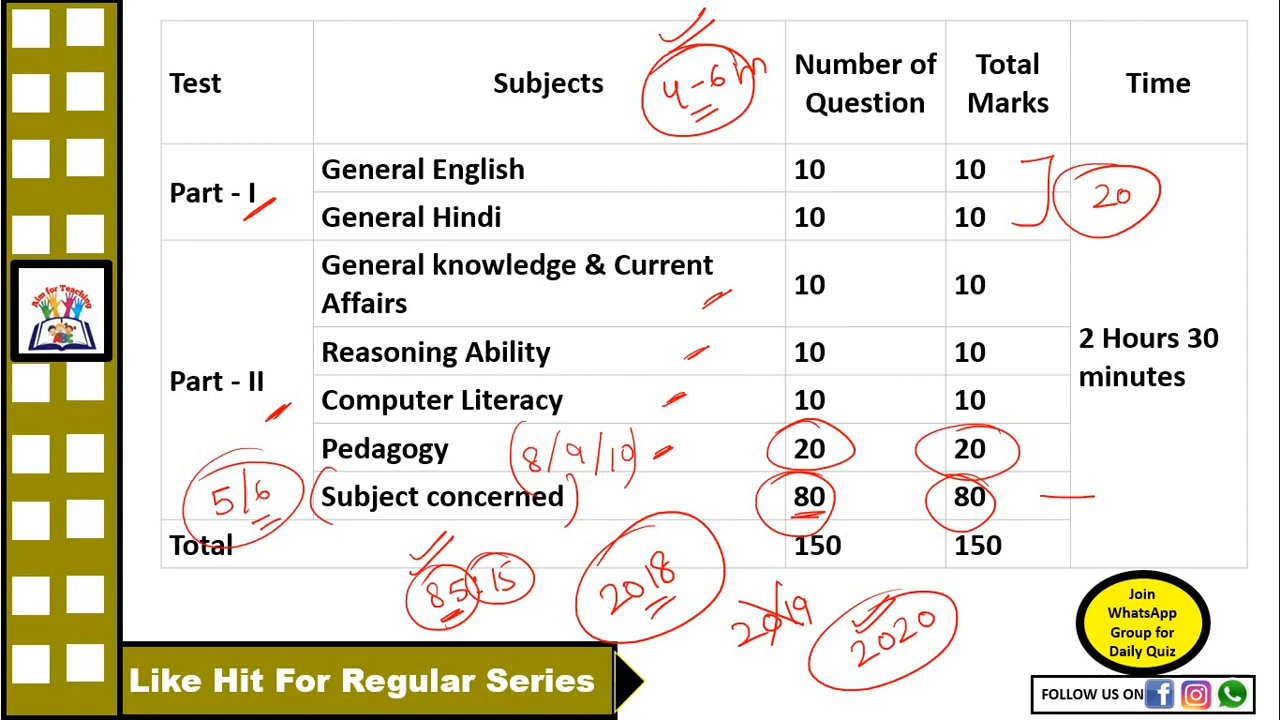 Test
Subjects
4-6 m
Number of
Question
Total
Marks
Time
Part - I
General English
10
10
General Hindi
10
10
20
Part - II
General knowledge & Current
Affairs
10
10
Reasoning Ability
10
10
Computer Literacy
10
10
Pedagogy
(8/9/10)
20
20
5/6
(Subject concerned)
80
80
2 Hours 30
minutes
Total
150
150
85:15
2018
2019
2020
Aim for Teaching
ABC
Join
WhatsApp
Group for
Daily Quiz
Like Hit For Regular Series
FOLLOW US ON